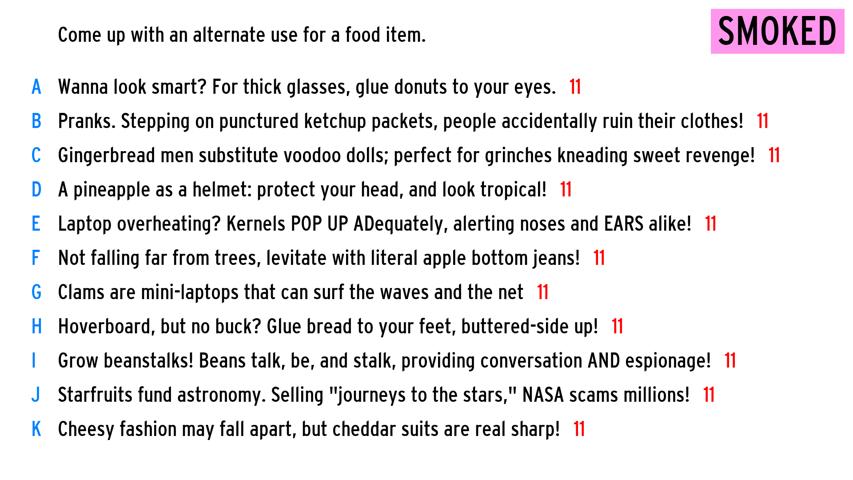 Come up with an alternate use for a food item.
SMOKED
A Wanna look smart? For thick glasses, glue donuts to your eyes. 11
B Pranks. Stepping on punctured ketchup packets, people accidentally ruin their clothes! 11
C Gingerbread men substitute voodoo dolls; perfect for grinches kneading sweet revenge! 11
D A pineapple as a helmet: protect your head, and look tropical! 11
E Laptop overheating? Kernels POP UP ADequately, alerting noses and EARS alike! 11
F Not falling far from trees, levitate with literal apple bottom jeans! 11
G Clams are mini-laptops that can surf the waves and the net 11
H Hoverboard, but no buck? Glue bread to your feet, buttered-side up! 11
I Grow beanstalks! Beans talk, be, and stalk, providing conversation AND espionage! 11
J Starfruits fund astronomy. Selling "journeys to the stars," NASA scams millions! 11
K Cheesy fashion may fall apart, but cheddar suits are real sharp! 11